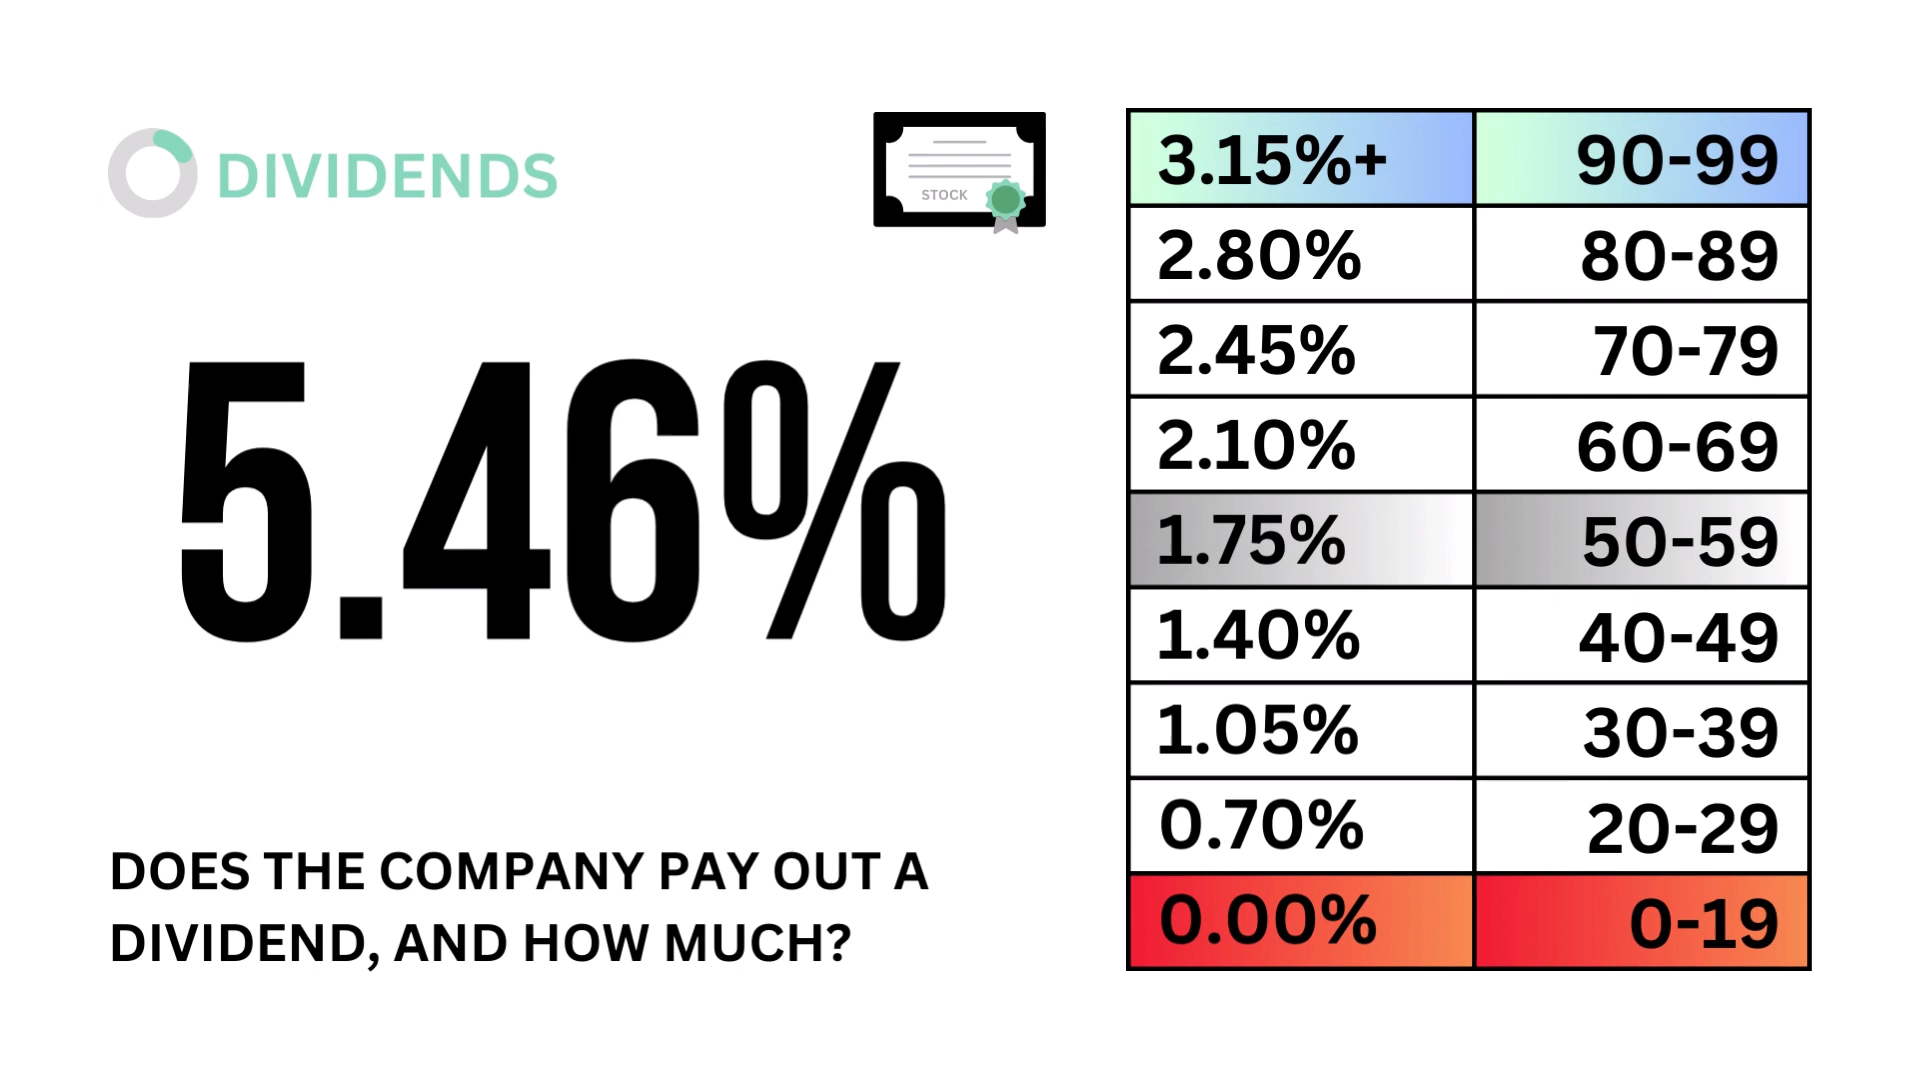 DIVIDENDS
STOCK
5.46%
DOES THE COMPANY PAY OUT A
DIVIDEND, AND HOW MUCH?
3.15%+ 90-99
2.80% 80-89
2.45% 70-79
2.10% 60-69
1.75% 50-59
1.40% 40-49
1.05% 30-39
0.70% 20-29
0.00% 0-19